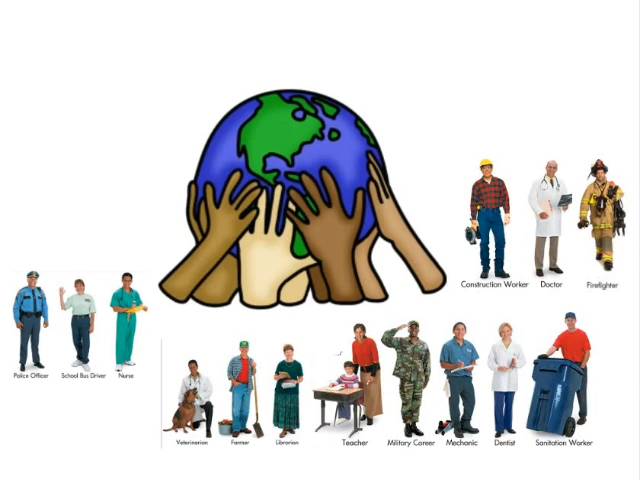 Construction Worker
Doctor
Firefighter
Police Officer
School Bus Driver
Nurse
Veterinarian
Farmer
Librarian
Teacher
Military Career
Mechanic
Dentist
Sanitation Worker